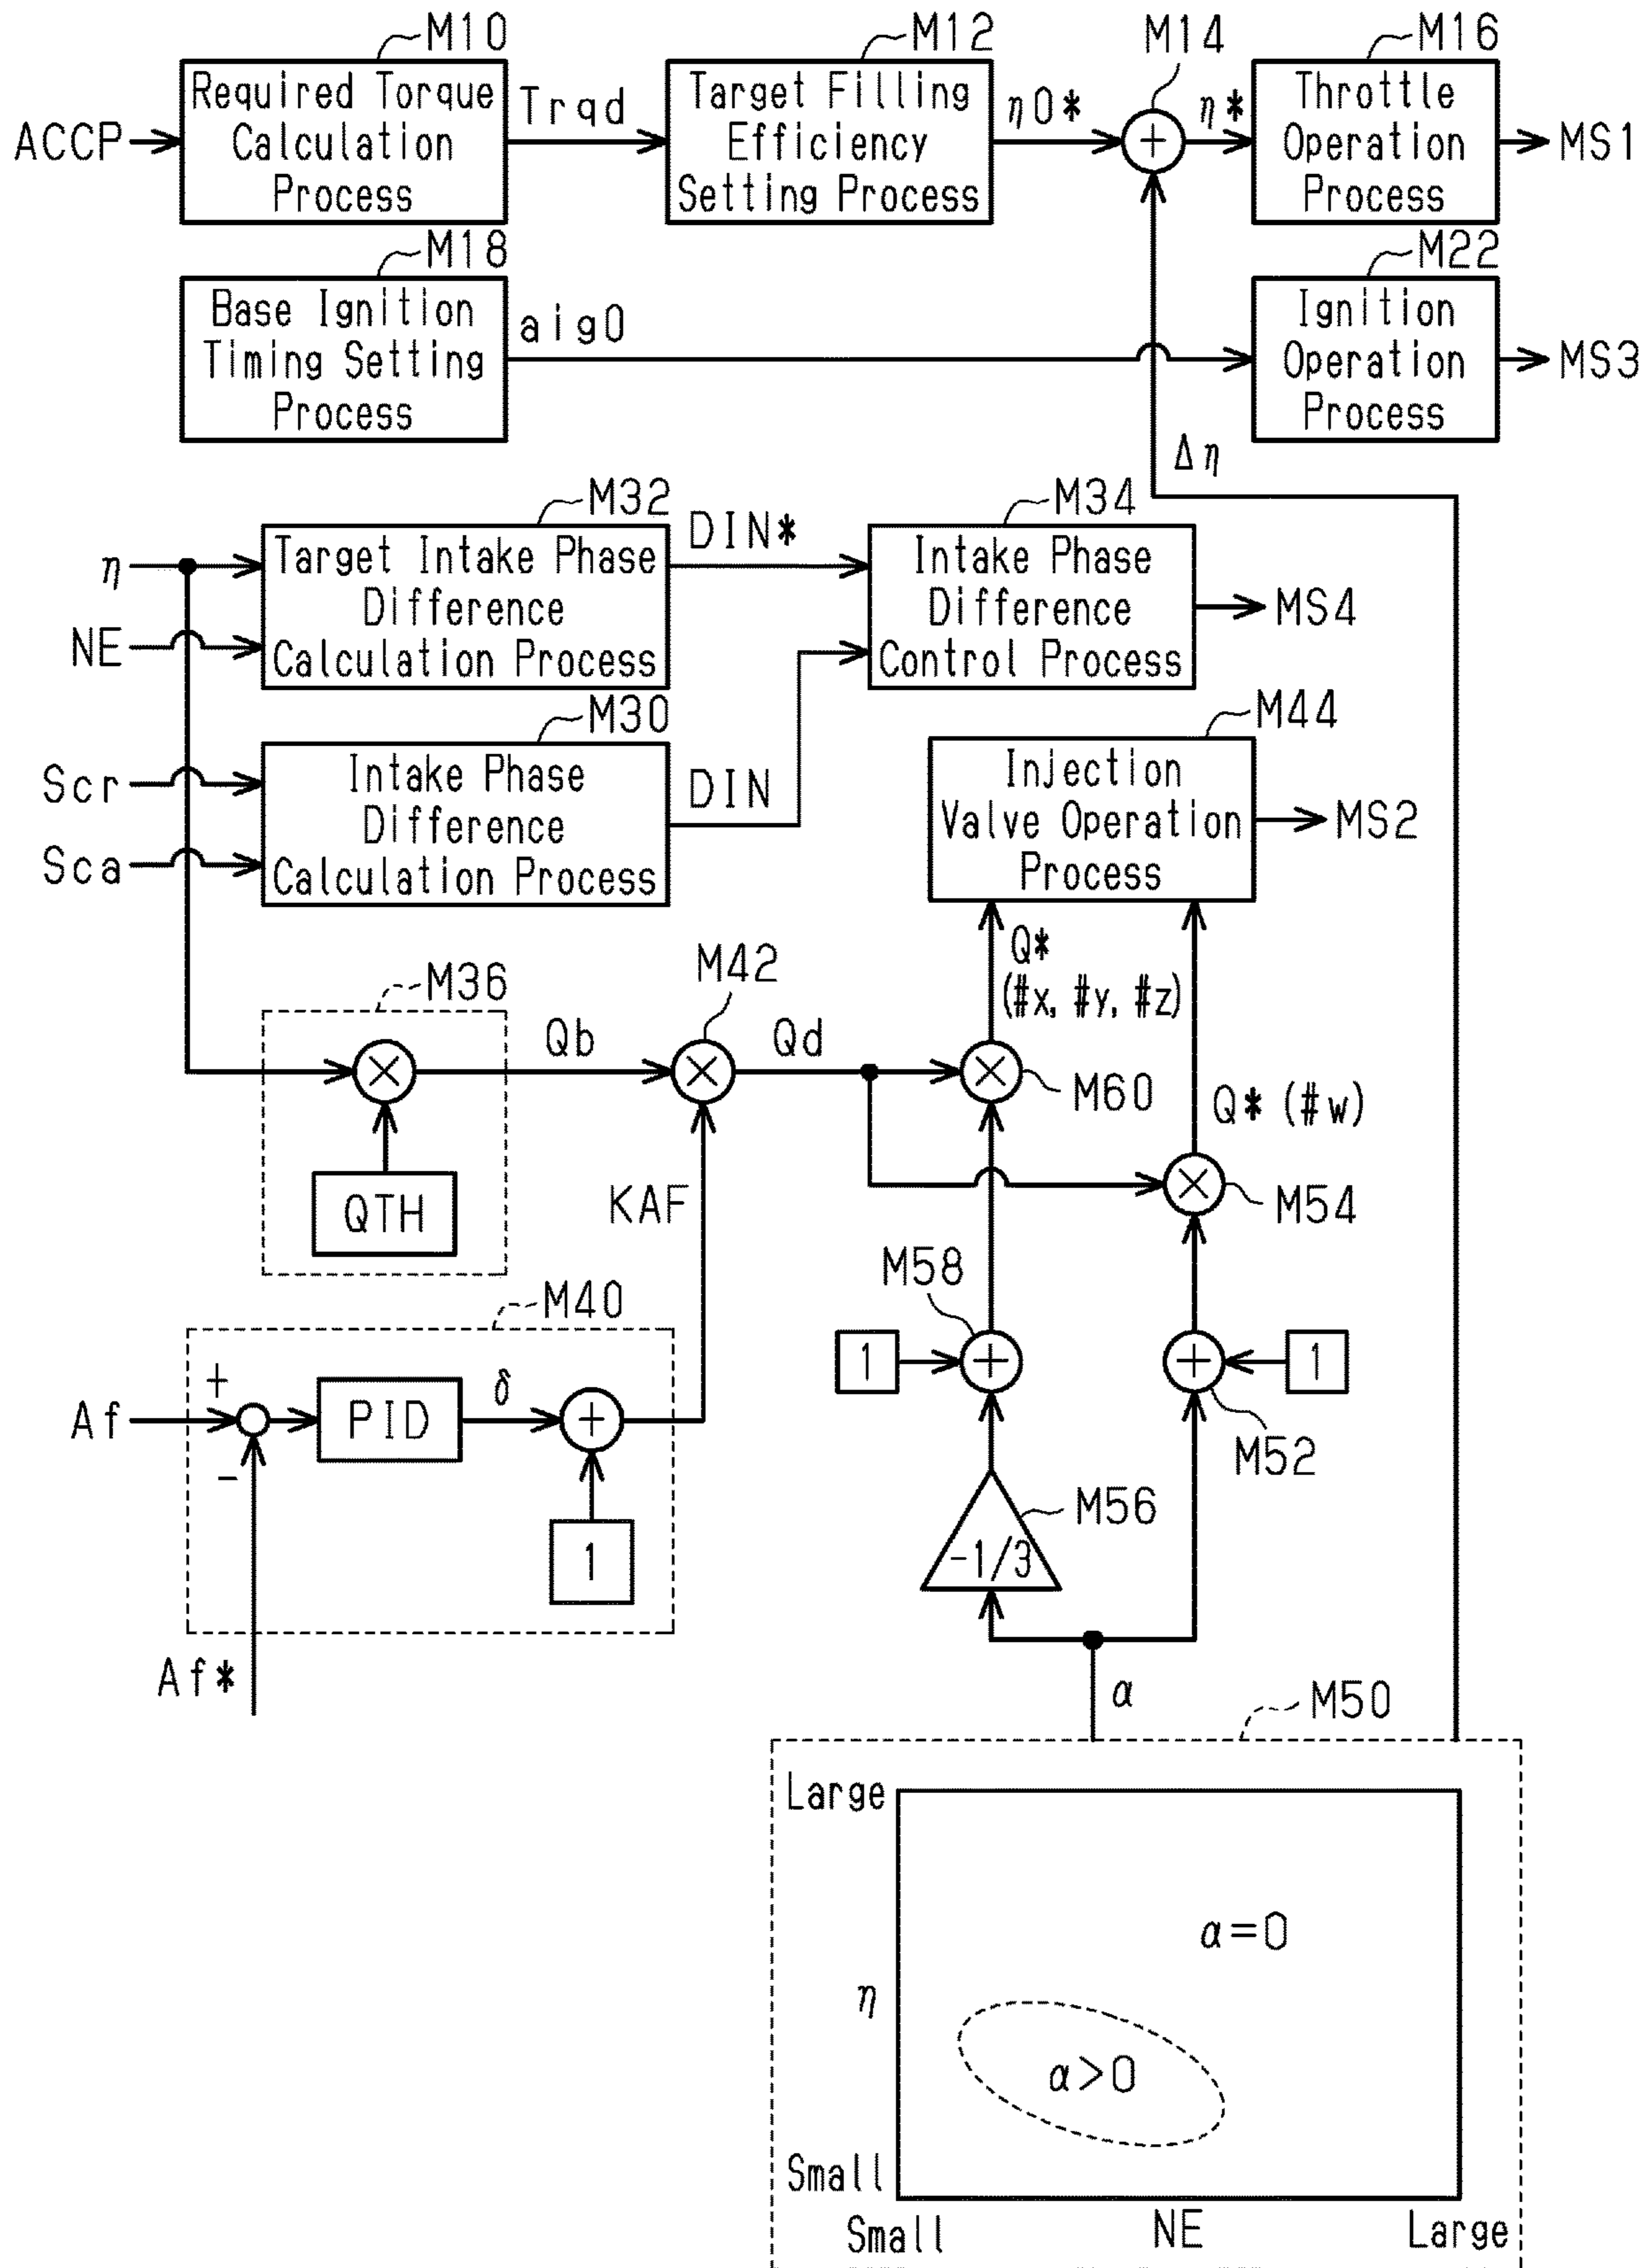 M10
M12
M14
M16
ACCP
Required Torque
Calculation
Process
Trqd
Target Filling
Efficiency
Setting Process
η0*
+
η*
Throttle
Operation
Process
MS1
M18
M22
Base Ignition
Timing Setting
Process
aig0
Ignition
Operation
Process
MS3
Δη
M32
M34
η
NE
Target Intake Phase
Difference
Calculation Process
DIN*
Intake Phase
Difference
Control Process
MS4
M30
M44
Scr
Sca
Intake Phase
Difference
Calculation Process
DIN
Injection
Valve Operation
Process
MS2
M36
M42
Q*
(#x, #y, #z)
×
Qb
×
Qd
×
M60
QTH
KAF
Q* (#w)
×
M54
M58
M40
1
+
+
1
M52
Af
+
-
PID
δ
+
1
M56
-1/3
Af*
α
M50
Large
α=0
η
α>0
Small
Small
NE
Large